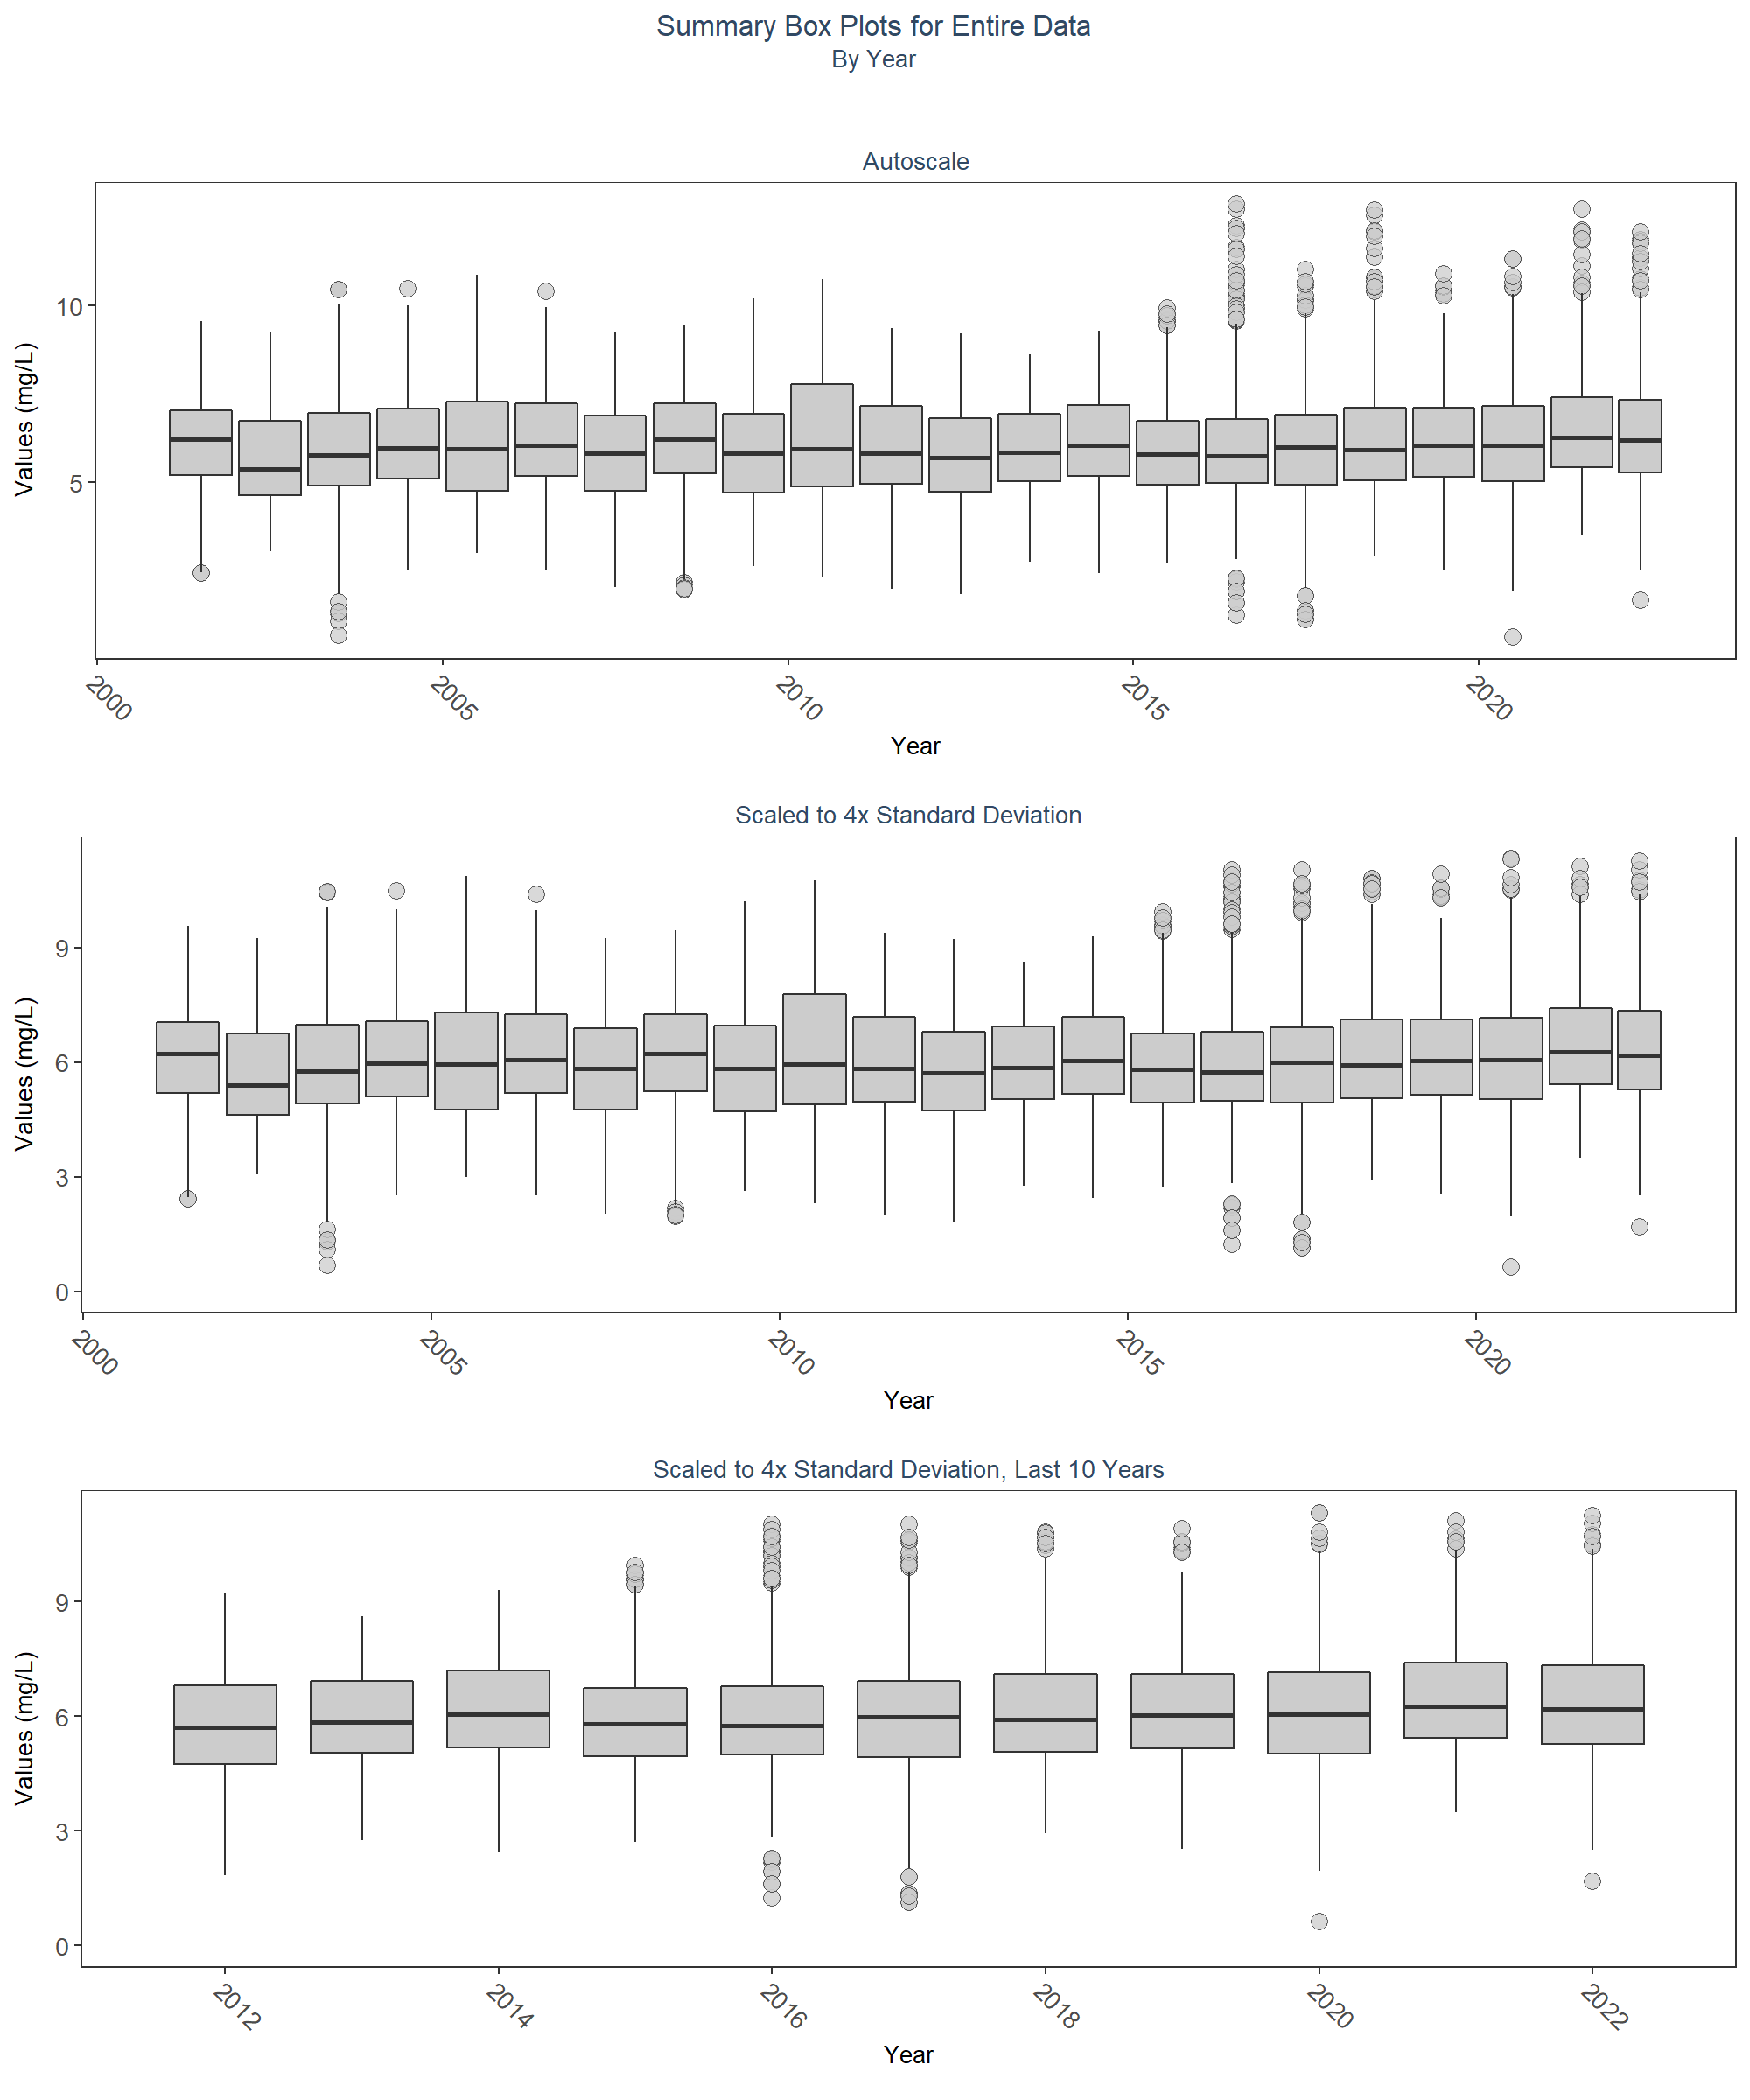 Summary Box Plots for Entire Data
By Year
Autoscale
Values (mg/L)
10
5
2000
2005
2010
2015
2020
Year
Scaled to 4x Standard Deviation
Values (mg/L)
9
6
3
0
2000
2005
2010
2015
2020
Year
Scaled to 4x Standard Deviation, Last 10 Years
Values (mg/L)
9
6
3
0
2012
2014
2016
2018
2020
2022
Year